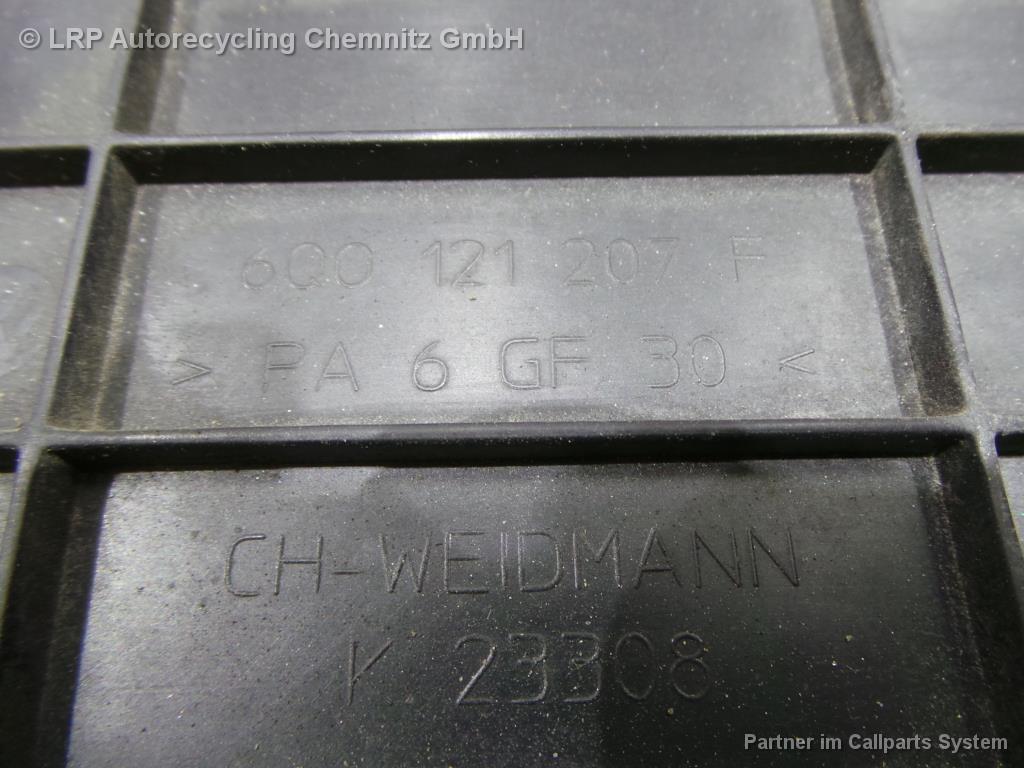 © LRP Autorecycling Chemnitz GmbH
6Q0 121 207 F
> PA 6 GF 30 <
CH-WEIDMANN
K 23308
Partner im Callparts System